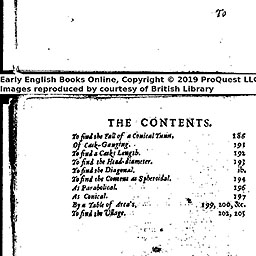 To
Early English Books Online, Copyright © 2019 ProQuest LLC
Images reproduced by courtesy of British Library
THE CONTENTS.
To find the Fall of a Conical Tunn, 186
Of Cask-Gauging. 191
To find a Casks Length. 192
To find the Head-diameter. 193
To find the Diagonal. ib.
To find the Content as Spheroidal. 194
As Parabolical. 196
As Conical. 197
By a Table of Area's, 199, 200, &c.
To find the Ullage. 202, 203